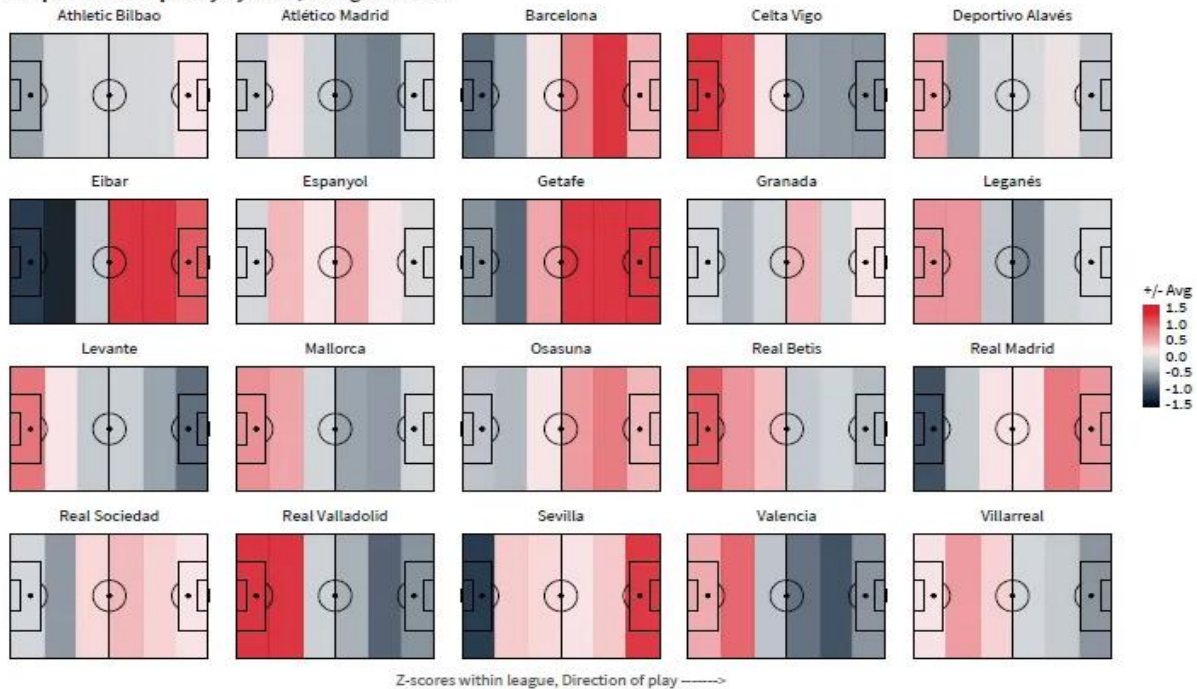 Athletic Bilbao Atlético Madrid Barcelona Celta Vigo Deportivo Alavés
Eibar Espanyol Getafe Granada Leganés
+/- Avg
1.5
1.0
0.5
0.0
-0.5
-1.0
-1.5
Levante Mallorca Osasuna Real Betis Real Madrid
Real Sociedad Real Valladolid Sevilla Valencia Villarreal
Z-scores within league, Direction of play ------->